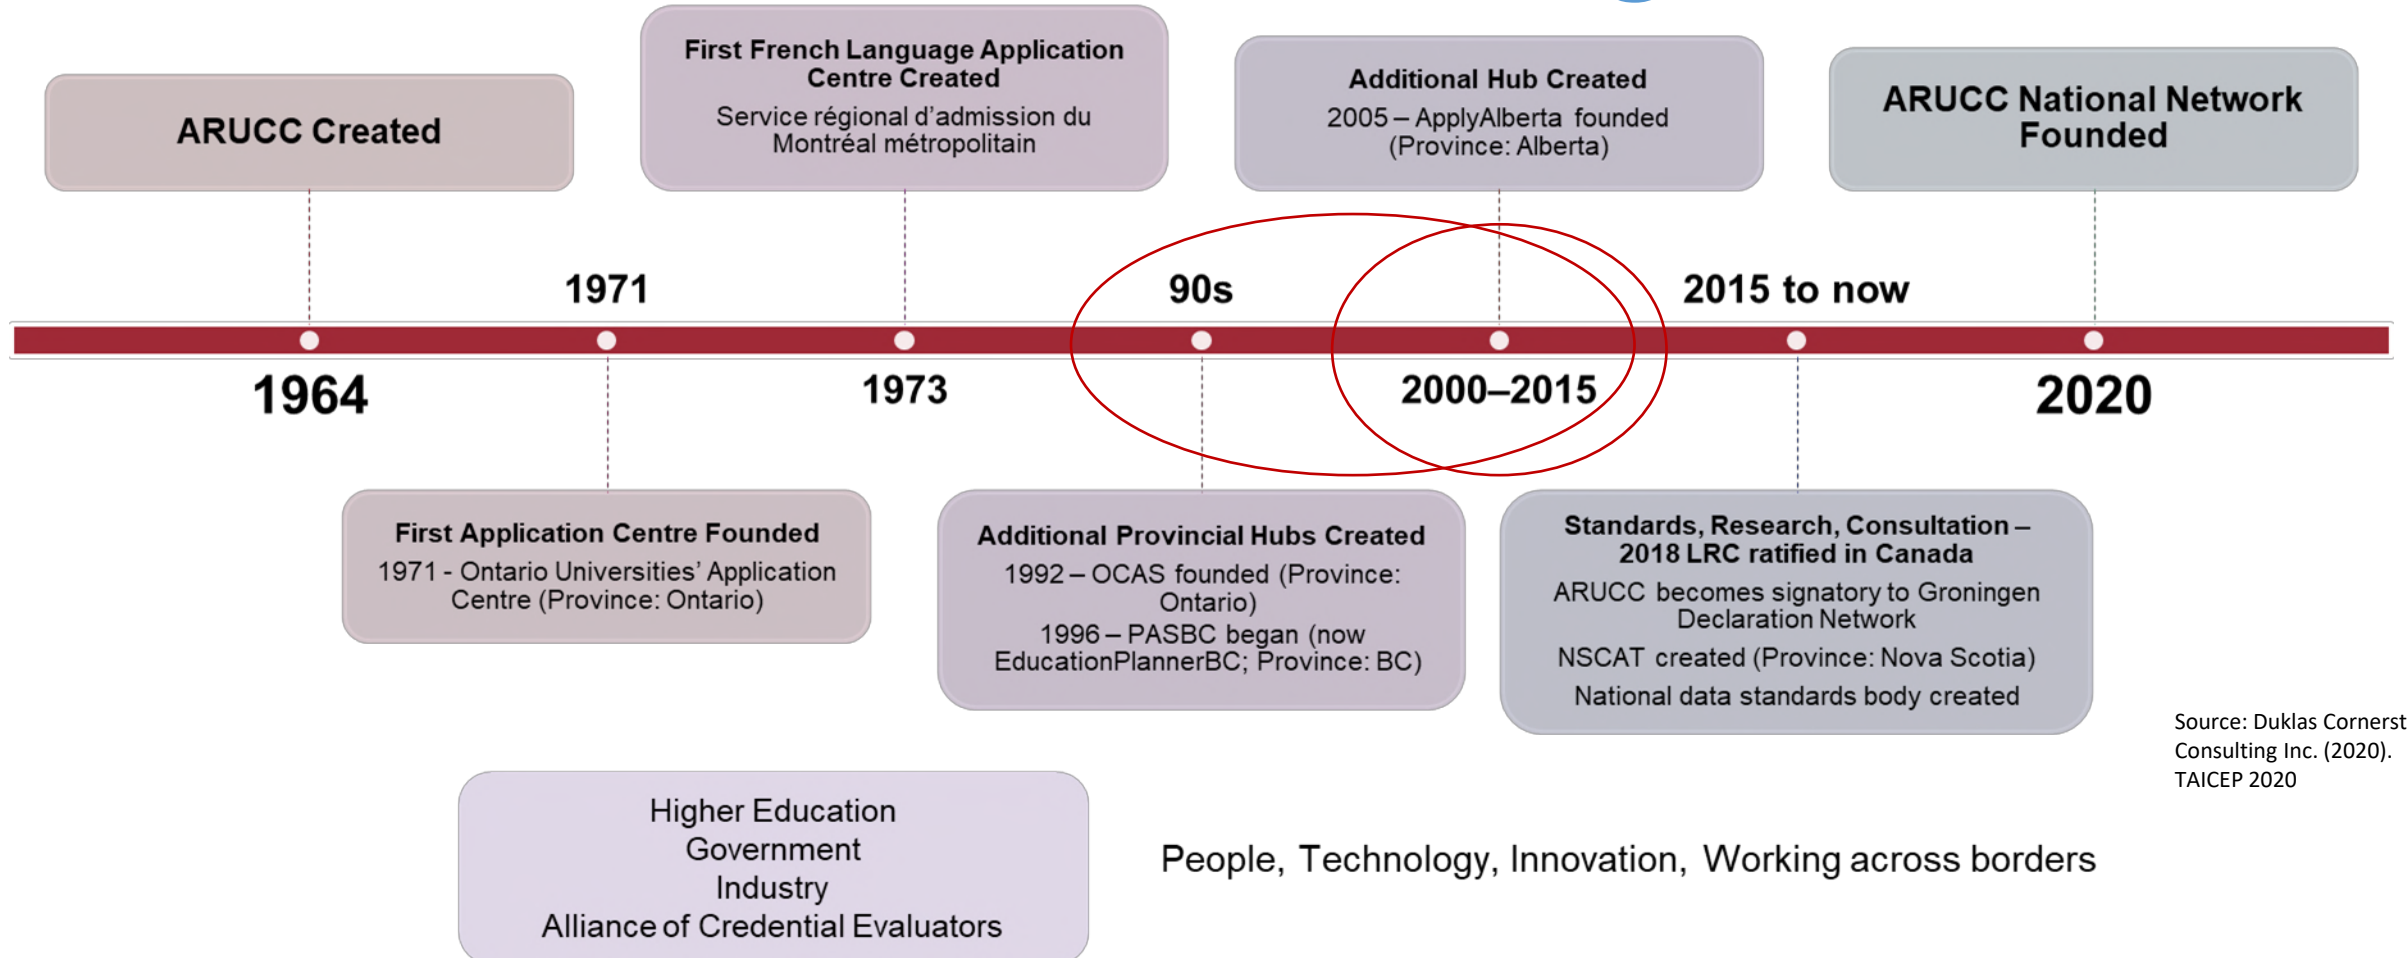 ARUCC Created
First French Language Application
Centre Created
Service régional d'admission du
Montréal métropolitain
Additional Hub Created
2005 – ApplyAlberta founded
(Province: Alberta)
ARUCC National Network
Founded
1971
90s
2015 to now
1964
1973
2000–2015
2020
First Application Centre Founded
1971 - Ontario Universities' Application
Centre (Province: Ontario)
Additional Provincial Hubs Created
1992 – OCAS founded (Province:
Ontario)
1996 – PASBC began (now
EducationPlannerBC; Province: BC)
Standards, Research, Consultation –
2018 LRC ratified in Canada
ARUCC becomes signatory to Groningen
Declaration Network
NSCAT created (Province: Nova Scotia)
National data standards body created
Source: Duklas Cornerst
Consulting Inc. (2020).
TAICEP 2020
Higher Education
Government
Industry
Alliance of Credential Evaluators
People, Technology, Innovation, Working across borders